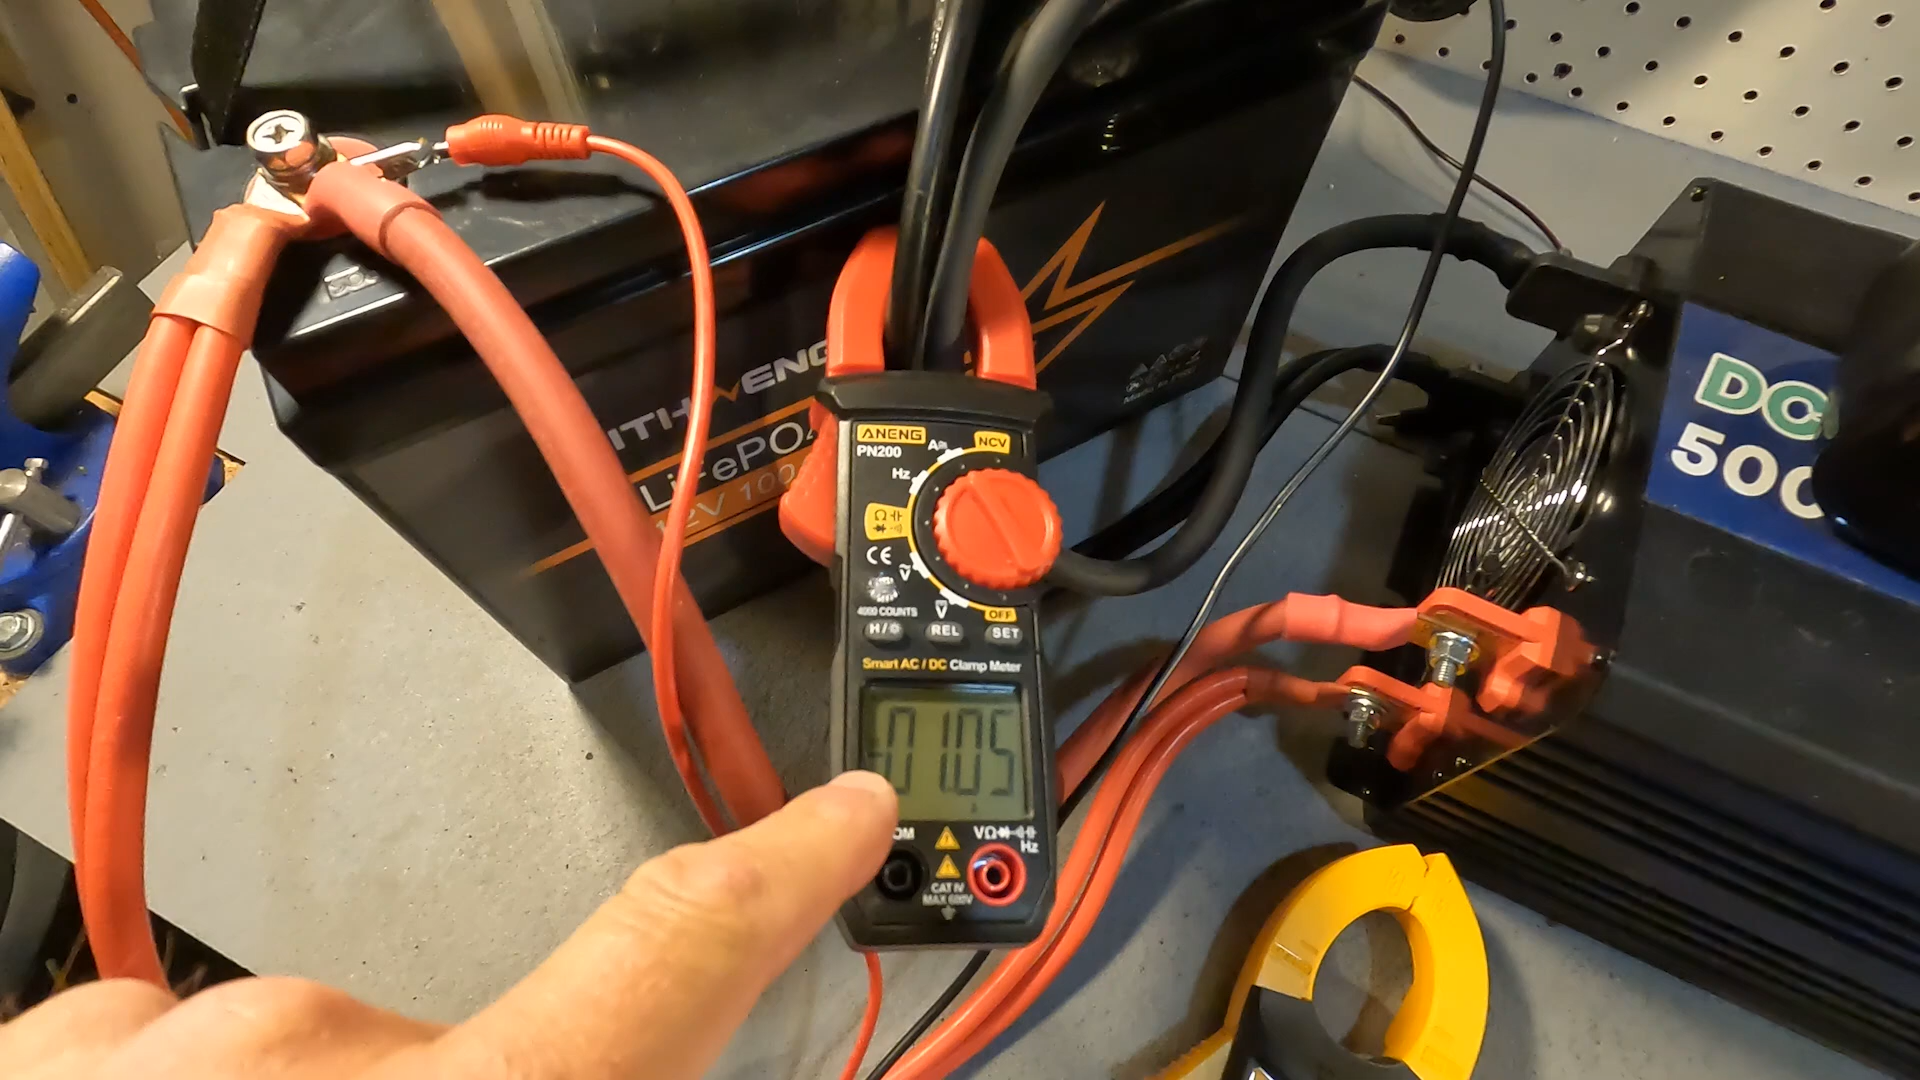 LiFePO4
12V 100
ANENG
PN200
A
NCV
Hz
Ω
CE
Ṽ
V
4000 COUNTS
OFF
H/☼
REL
SET
Smart AC / DC Clamp Meter
-01.05
OM
VΩ
Hz
CAT IV
MAX 600V
DC
500